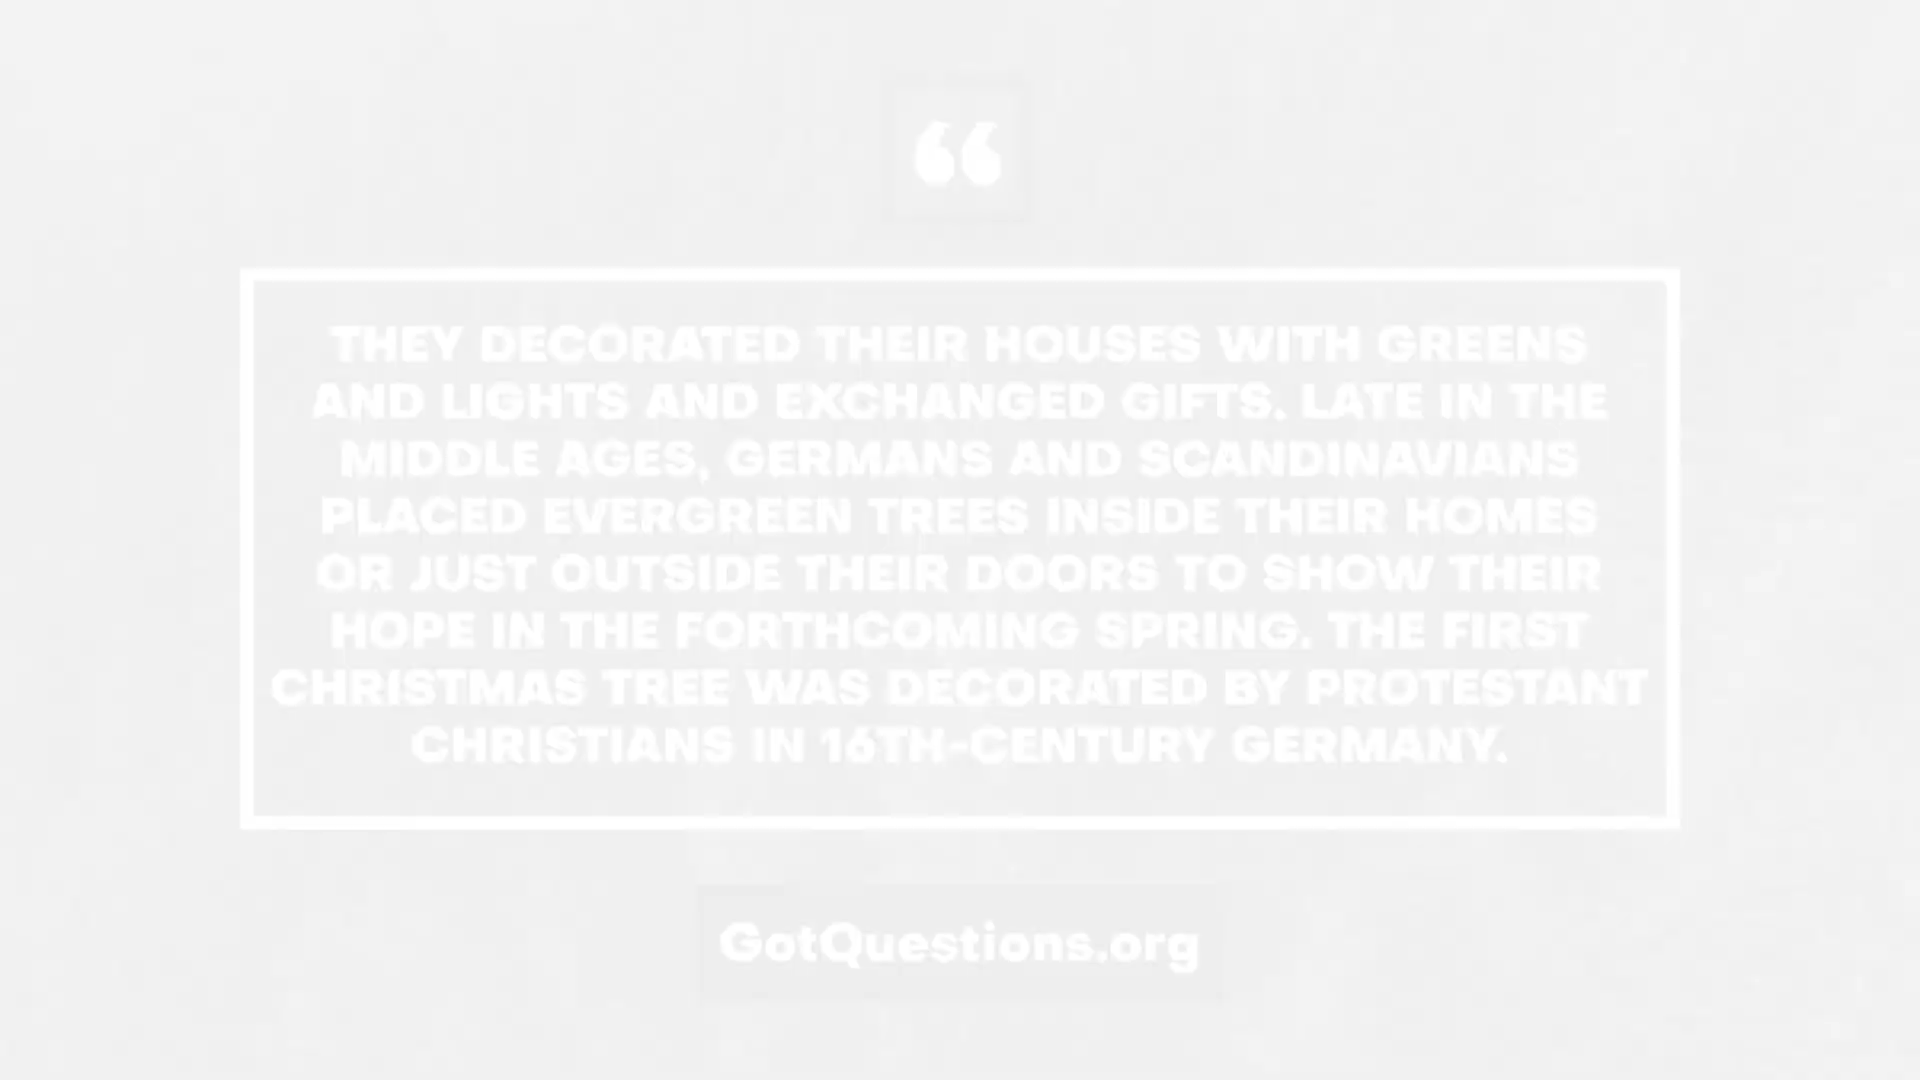 “
THEY DECORATED THEIR HOUSES WITH GREENS
AND LIGHTS AND EXCHANGED GIFTS. LATE IN THE
MIDDLE AGES, GERMANS AND SCANDINAVIANS
PLACED EVERGREEN TREES INSIDE THEIR HOMES
OR JUST OUTSIDE THEIR DOORS TO SHOW THEIR
HOPE IN THE FORTHCOMING SPRING. THE FIRST
CHRISTMAS TREE WAS DECORATED BY PROTESTANT
CHRISTIANS IN 16TH-CENTURY GERMANY.
GotQuestions.org